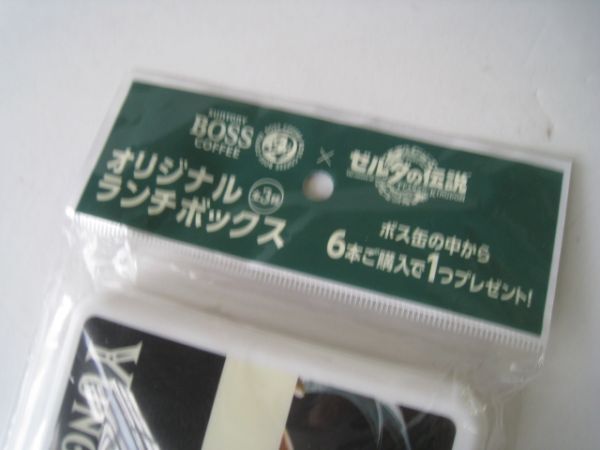 SUNTORY
BOSS
COFFEE
×
ゼルダの伝説
オリジナル
ランチボックス
全3種
ボス缶の中から
6本ご購入で1つプレゼント!